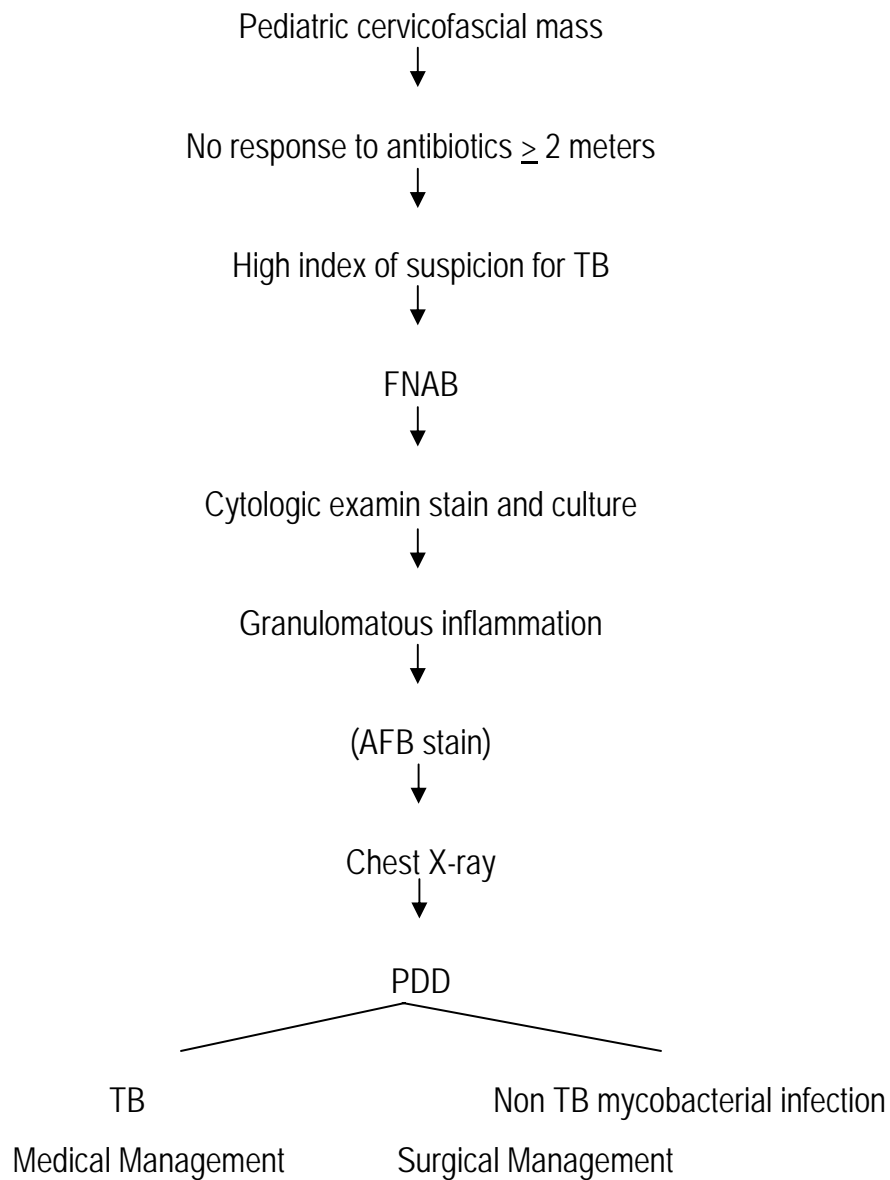 Pediatric cervicofascial mass
No response to antibiotics ≥ 2 meters
High index of suspicion for TB
FNAB
Cytologic examin stain and culture
Granulomatous inflammation
(AFB stain)
Chest X-ray
PDD
TB Non TB mycobacterial infection
Medical Management Surgical Management